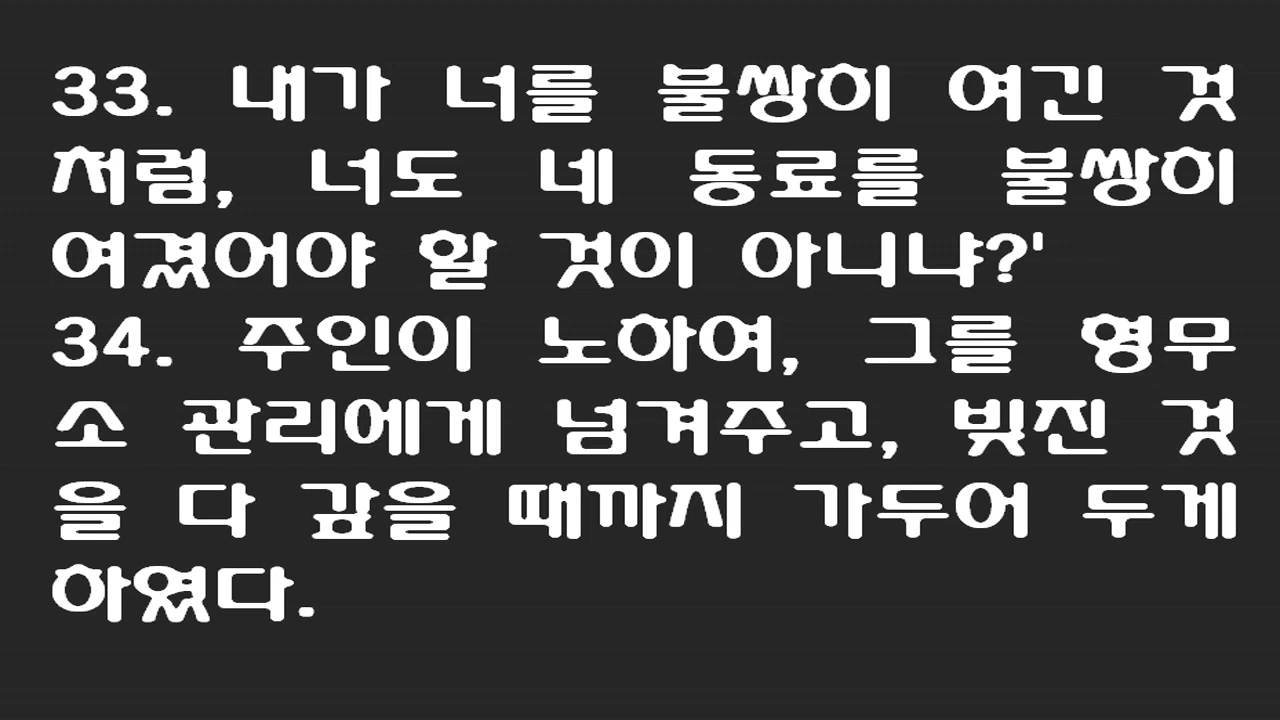 33. 내가 너를 불쌍히 여긴 것
처럼, 너도 네 동료를 불쌍히
여겼어야 할 것이 아니냐?'
34. 주인이 노하여, 그를 형무
소 관리에게 넘겨주고, 빚진 것
을 다 갚을 때까지 가두어 두게
하였다.